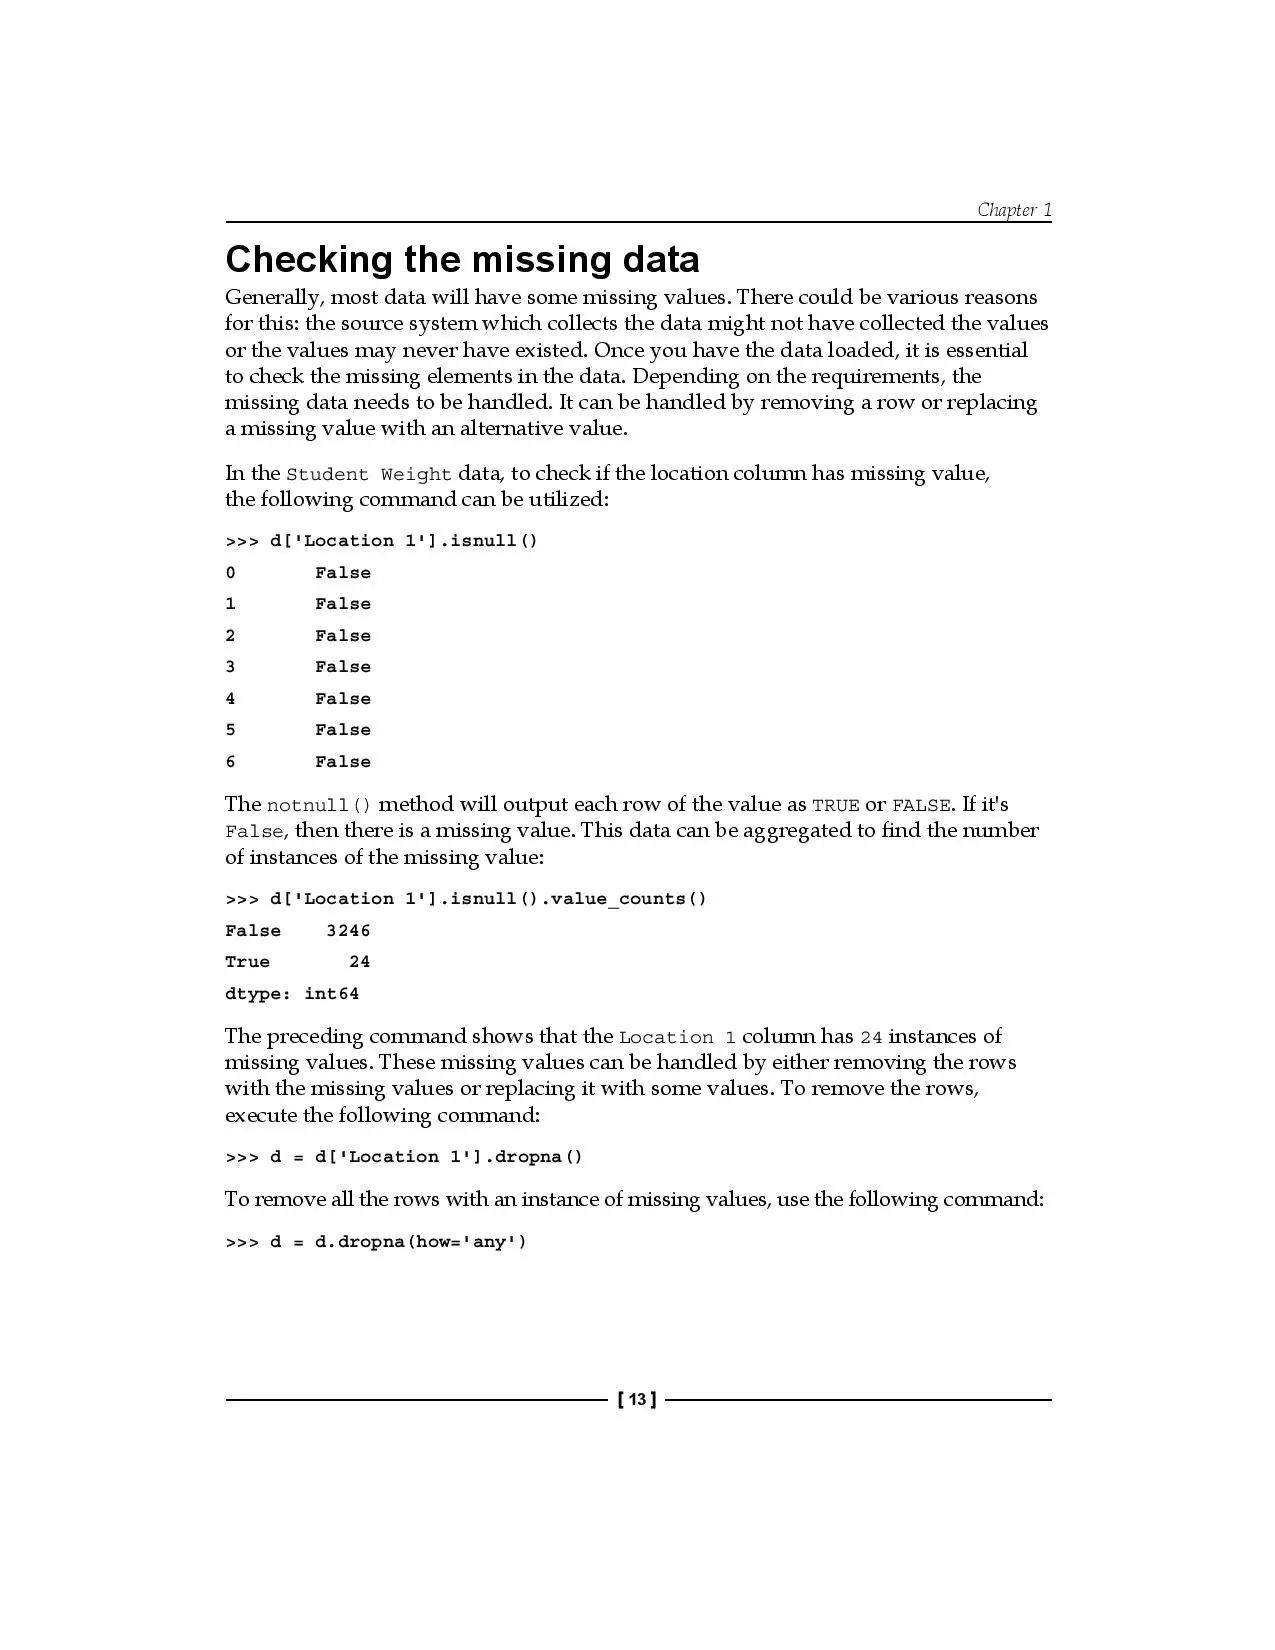 Chapter 1
Checking the missing data
Generally, most data will have some missing values. There could be various reasons
for this: the source system which collects the data might not have collected the values
or the values may never have existed. Once you have the data loaded, it is essential
to check the missing elements in the data. Depending on the requirements, the
missing data needs to be handled. It can be handled by removing a row or replacing
a missing value with an alternative value.
In the Student Weight data, to check if the location column has missing value,
the following command can be utilized:
>>> d['Location 1'].isnull()
0       False
1       False
2       False
3       False
4       False
5       False
6       False
The notnull() method will output each row of the value as TRUE or FALSE. If it's
False, then there is a missing value. This data can be aggregated to find the number
of instances of the missing value:
>>> d['Location 1'].isnull().value_counts()
False    3246
True       24
dtype: int64
The preceding command shows that the Location 1 column has 24 instances of
missing values. These missing values can be handled by either removing the rows
with the missing values or replacing it with some values. To remove the rows,
execute the following command:
>>> d = d['Location 1'].dropna()
To remove all the rows with an instance of missing values, use the following command:
>>> d = d.dropna(how='any')
[ 13 ]